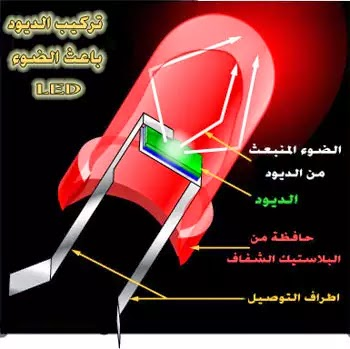 تركيب الديود
باعث الضوء
LED
الضوء المنبعث
من الديود
الديود
حافظة من
البلاستيك الشفاف
اطراف التوصيل